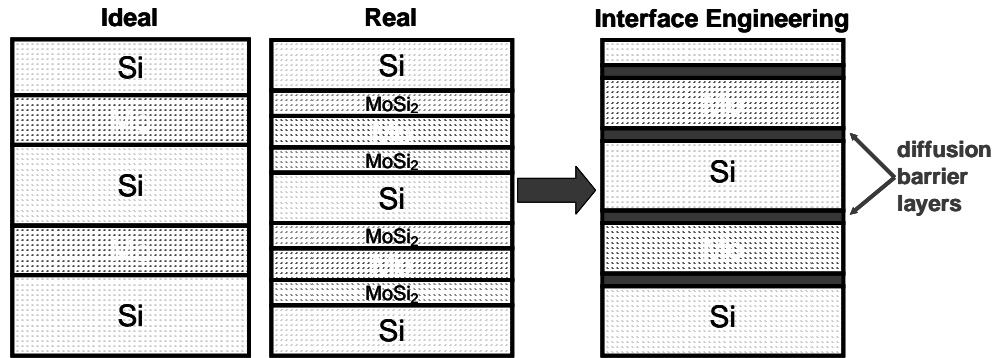 Ideal
Real
Interface Engineering
Si
Si
Si
Si
MoSi₂
MoSi₂
Si
MoSi₂
MoSi₂
Si
Si
Si
diffusion
barrier
layers